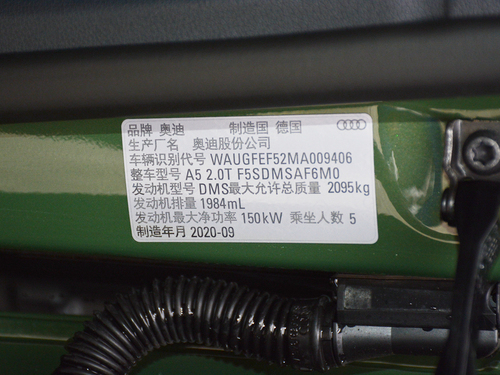 品牌 奥迪 制造国 德国
生产厂名 奥迪股份公司
车辆识别代号 WAUGFEF52MA009406
整车型号 A5 2.0T F5SDMSAF6M0
发动机型号 DMS最大允许总质量 2095kg
发动机排量 1984mL
发动机最大净功率 150kW 乘坐人数 5
制造年月 2020-09